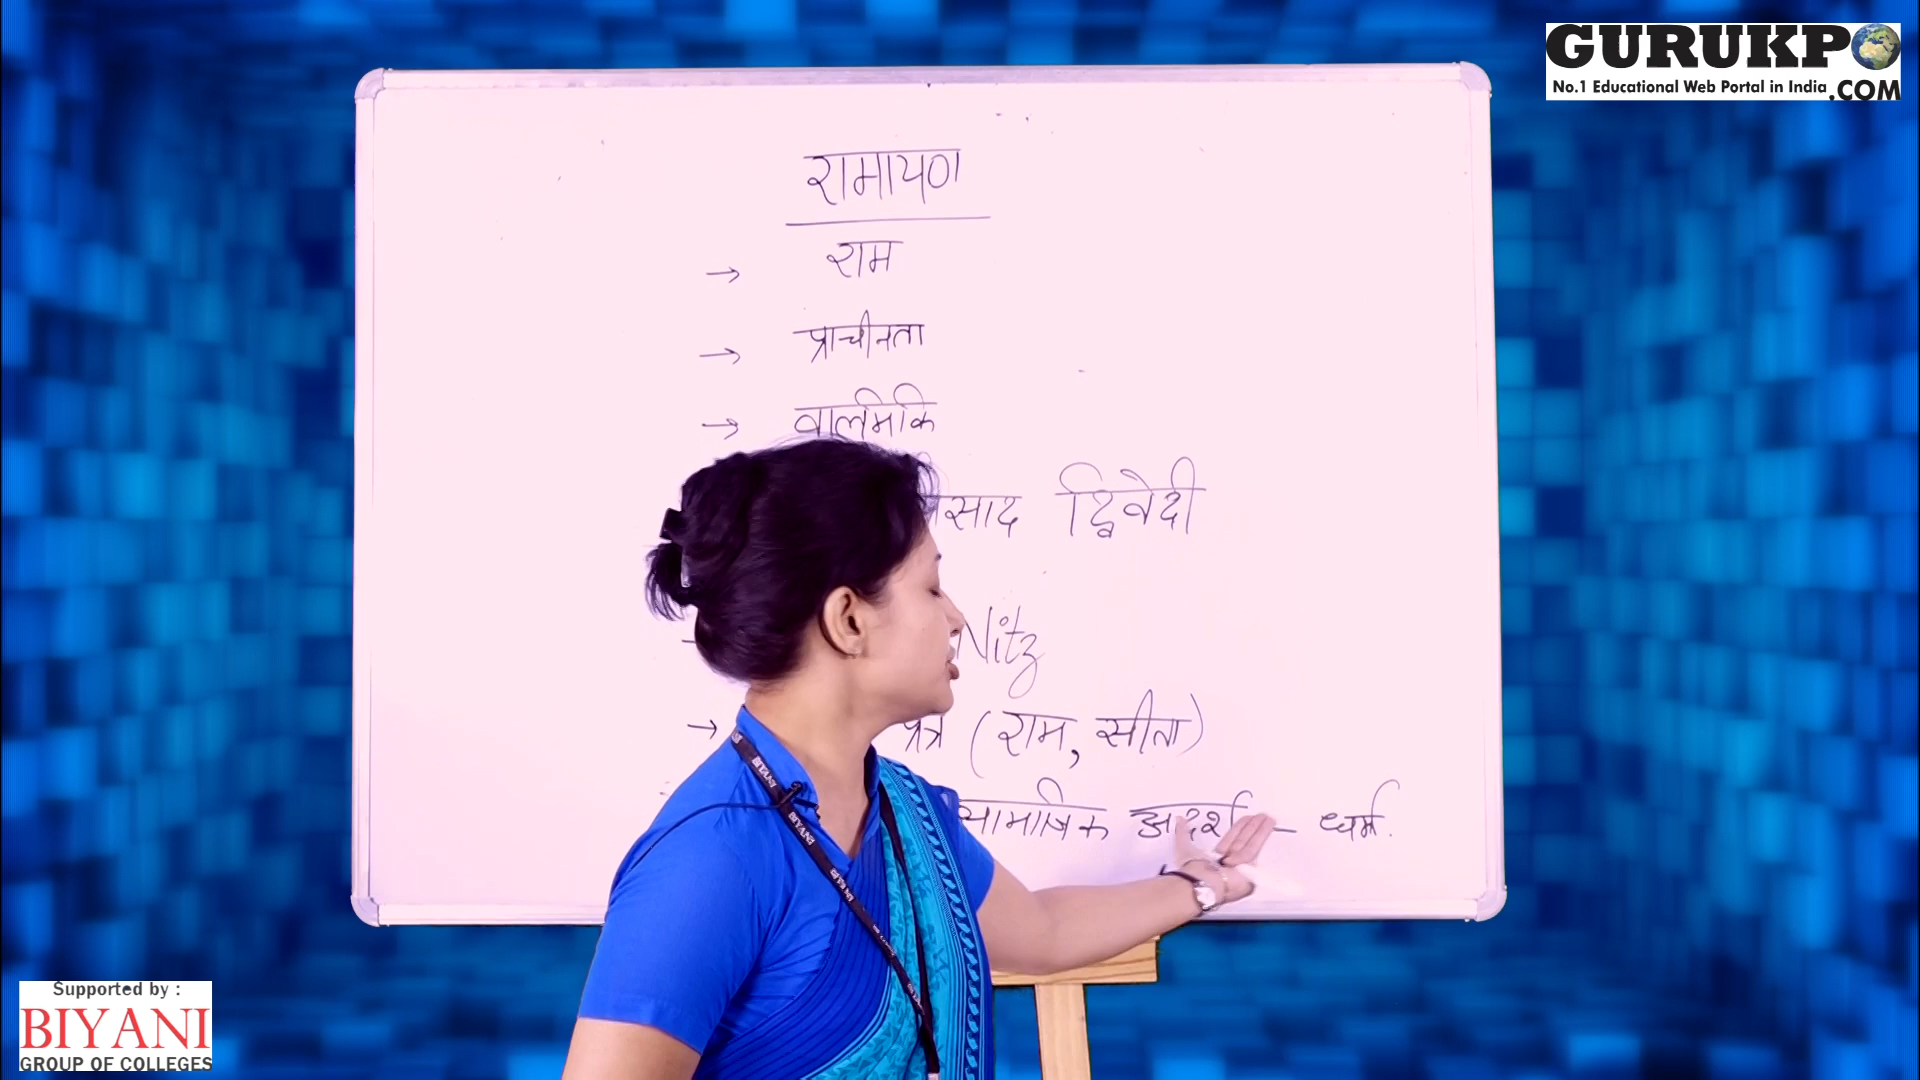 GURUKPO.COM
No.1 Educational Web Portal in India
रामायण
→ राम
→ प्राचीनता
→ वाल्मिकि
द्विवेदी
→ (राम, सीता)
सामाजिक आदर्श - धर्म.
BIYANI
Supported by :
BIYANI
GROUP OF COLLEGES